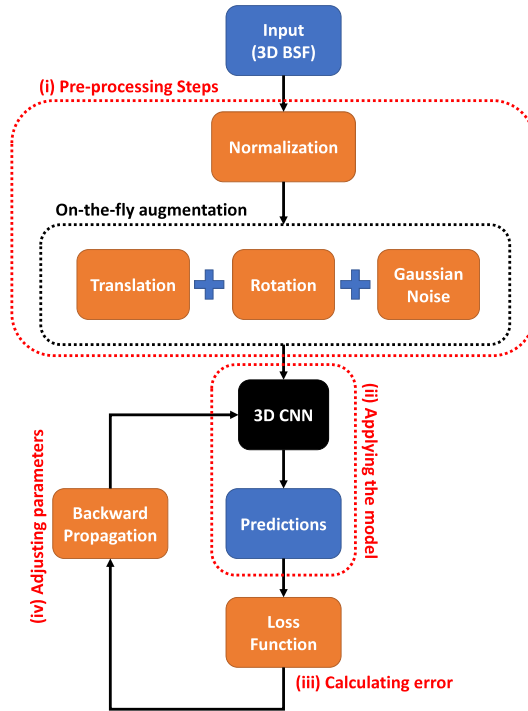 Input
(3D BSF)
(i) Pre-processing Steps
Normalization
On-the-fly augmentation
Translation
Rotation
Gaussian
Noise
3D CNN
(ii) Applying the model
Predictions
Backward
Propagation
(iv) Adjusting parameters
Loss
Function
(iii) Calculating error